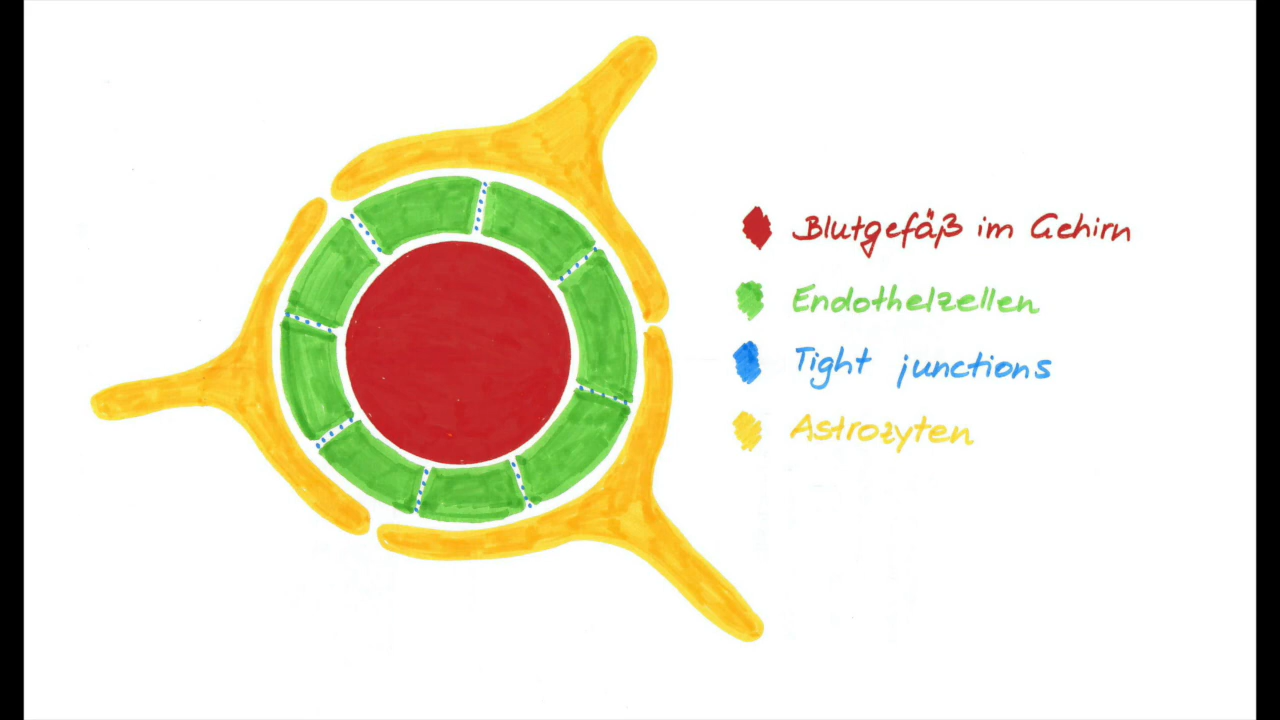 Blutgefäß im Gehirn
Endothelzellen
Tight junctions
Astrozyten